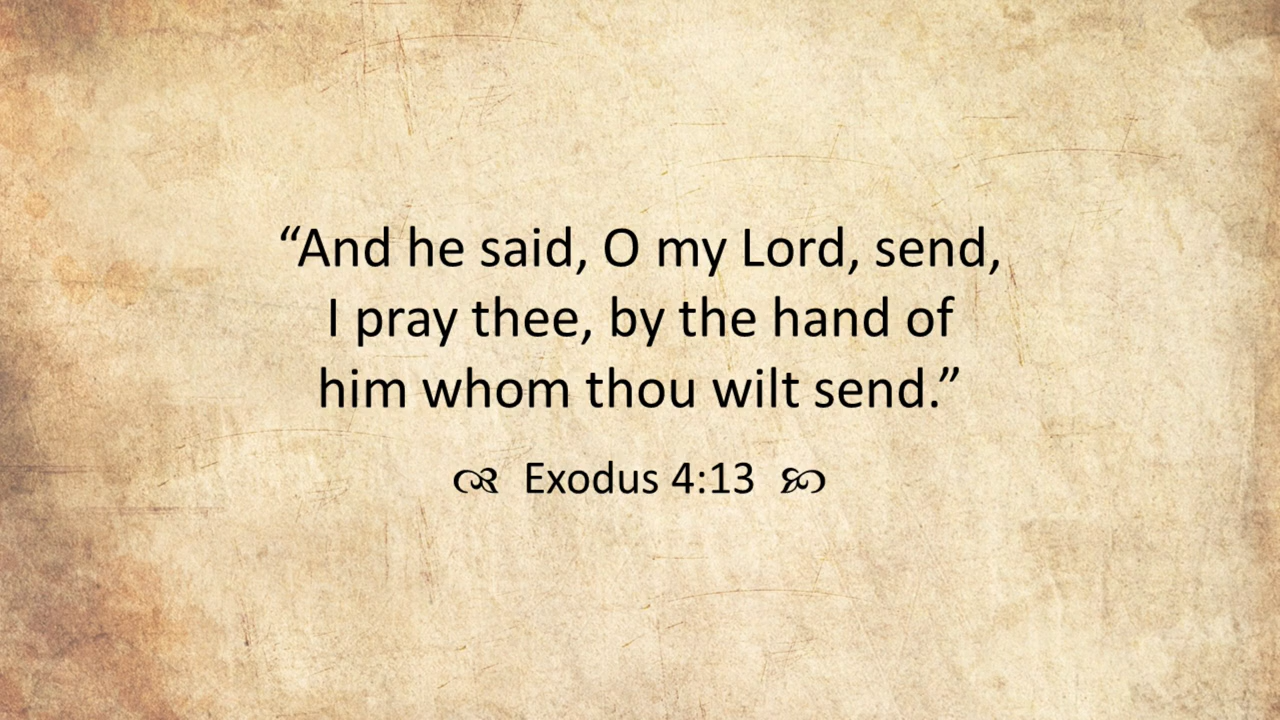 “And he said, O my Lord, send,
I pray thee, by the hand of
him whom thou wilt send.”
Exodus 4:13